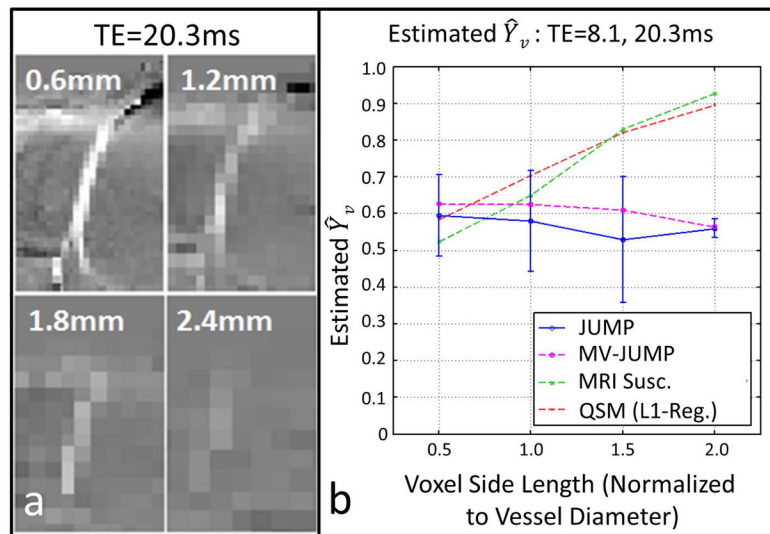 TE=20.3ms
0.6mm
1.2mm
1.8mm
2.4mm
a
Estimated Ŷᵥ: TE=8.1, 20.3ms
Estimated Ŷᵥ
1.0
0.9
0.8
0.7
0.6
0.5
0.4
0.3
0.2
0.1
0
JUMP
MV-JUMP
MRI Susc.
QSM (L1-Reg.)
0.5 1.0 1.5 2.0
b
Voxel Side Length (Normalized
to Vessel Diameter)